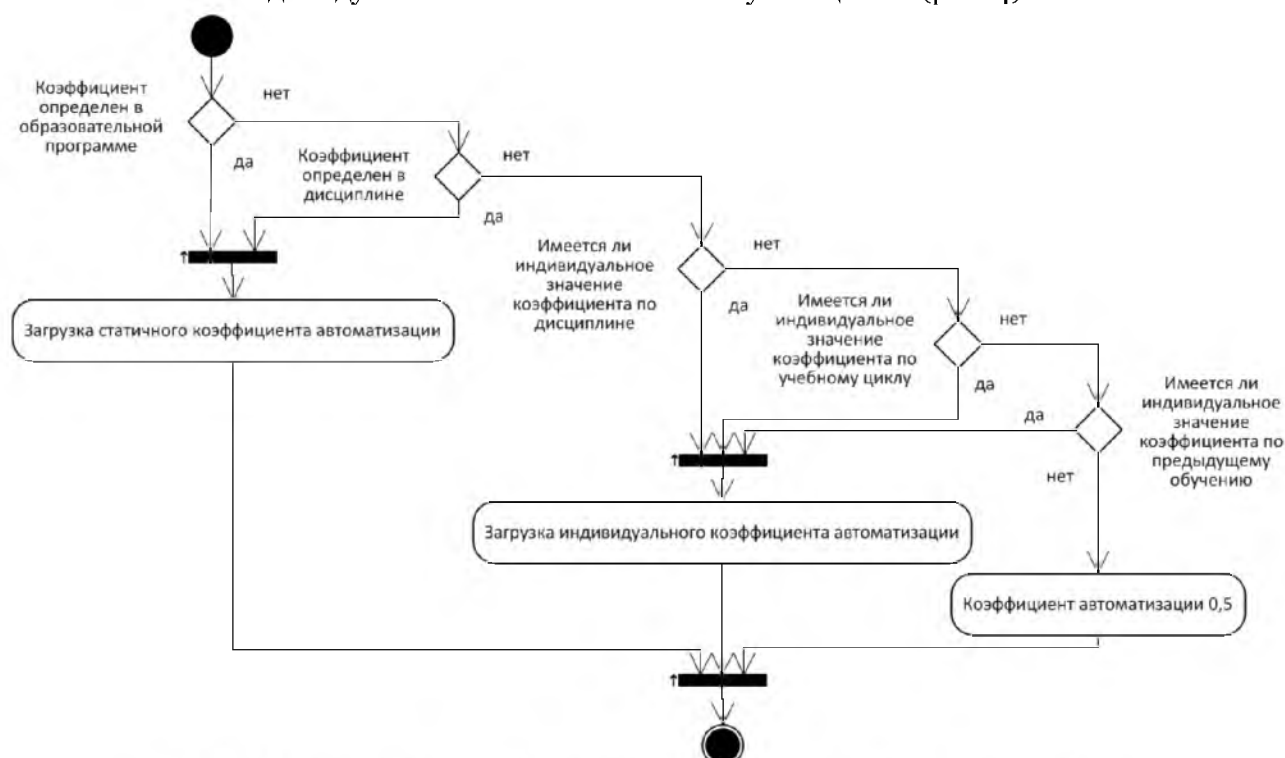 Коэффициент
определен в
образовательной
программе
нет
да
Коэффициент
определен в
дисциплине
нет
да
Имеется ли
индивидуальное
значение
коэффициента по
дисциплине
нет
да
Имеется ли
индивидуальное
значение
коэффициента по
учебному циклу
нет
да
Имеется ли
индивидуальное
значение
коэффициента по
предыдущему
обучению
да
нет
Загрузка статичного коэффициента автоматизации
Загрузка индивидуального коэффициента автоматизации
Коэффициент автоматизации 0,5